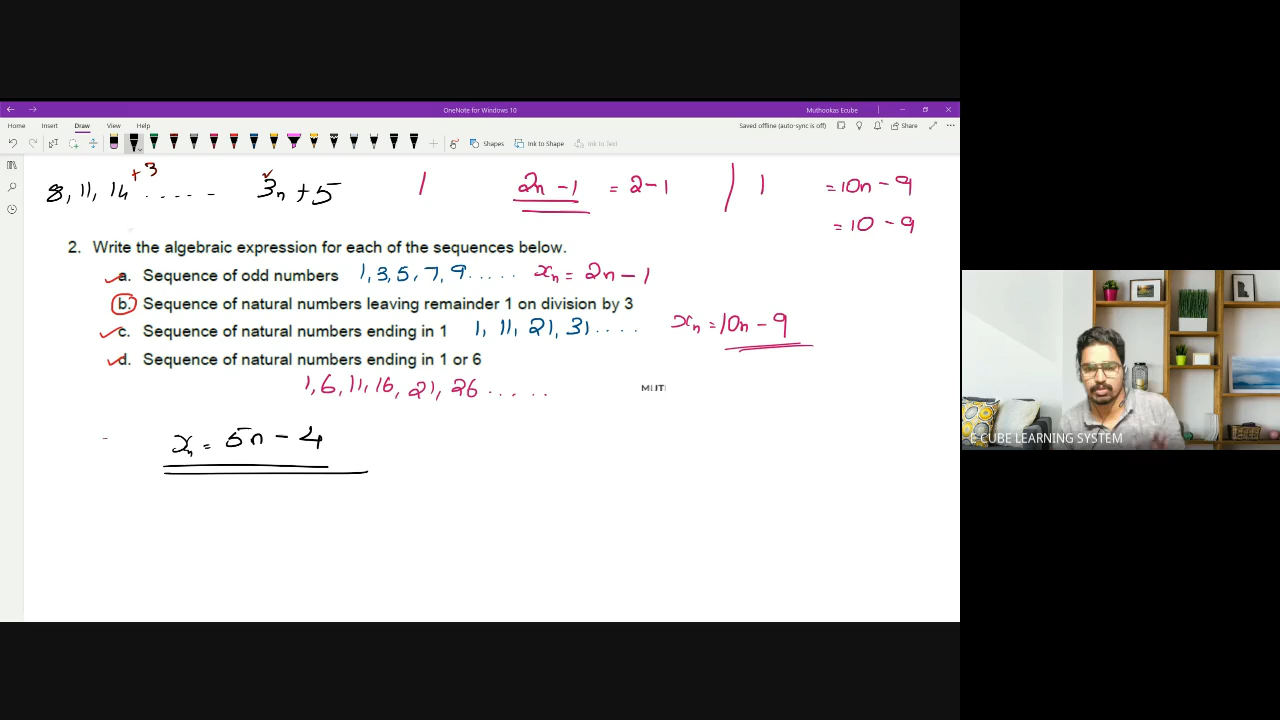 OneNote for Windows 10
Muthookas Ecube
Home Insert Draw View Help
Saved offline (auto-sync is off)
Share
Shapes
Ink to Shape
Ink to Text
+3
8, 11, 14 ......
3n + 5
1
2n - 1 = 2 - 1
1
= 10n - 9
= 10 - 9
2. Write the algebraic expression for each of the sequences below.
a. Sequence of odd numbers 1, 3, 5, 7, 9 ..... xn = 2n - 1
b. Sequence of natural numbers leaving remainder 1 on division by 3
c. Sequence of natural numbers ending in 1 1, 11, 21, 31 .... xn = 10n - 9
d. Sequence of natural numbers ending in 1 or 6
1, 6, 11, 16, 21, 26 .....
MUT
xn = 5n - 4
E CUBE LEARNING SYSTEM